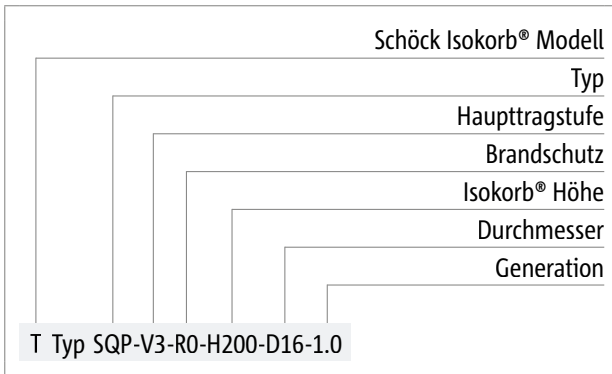 Schöck Isokorb® Modell
Typ
Haupttragstufe
Brandschutz
Isokorb® Höhe
Durchmesser
Generation
T Typ SQP-V3-R0-H200-D16-1.0